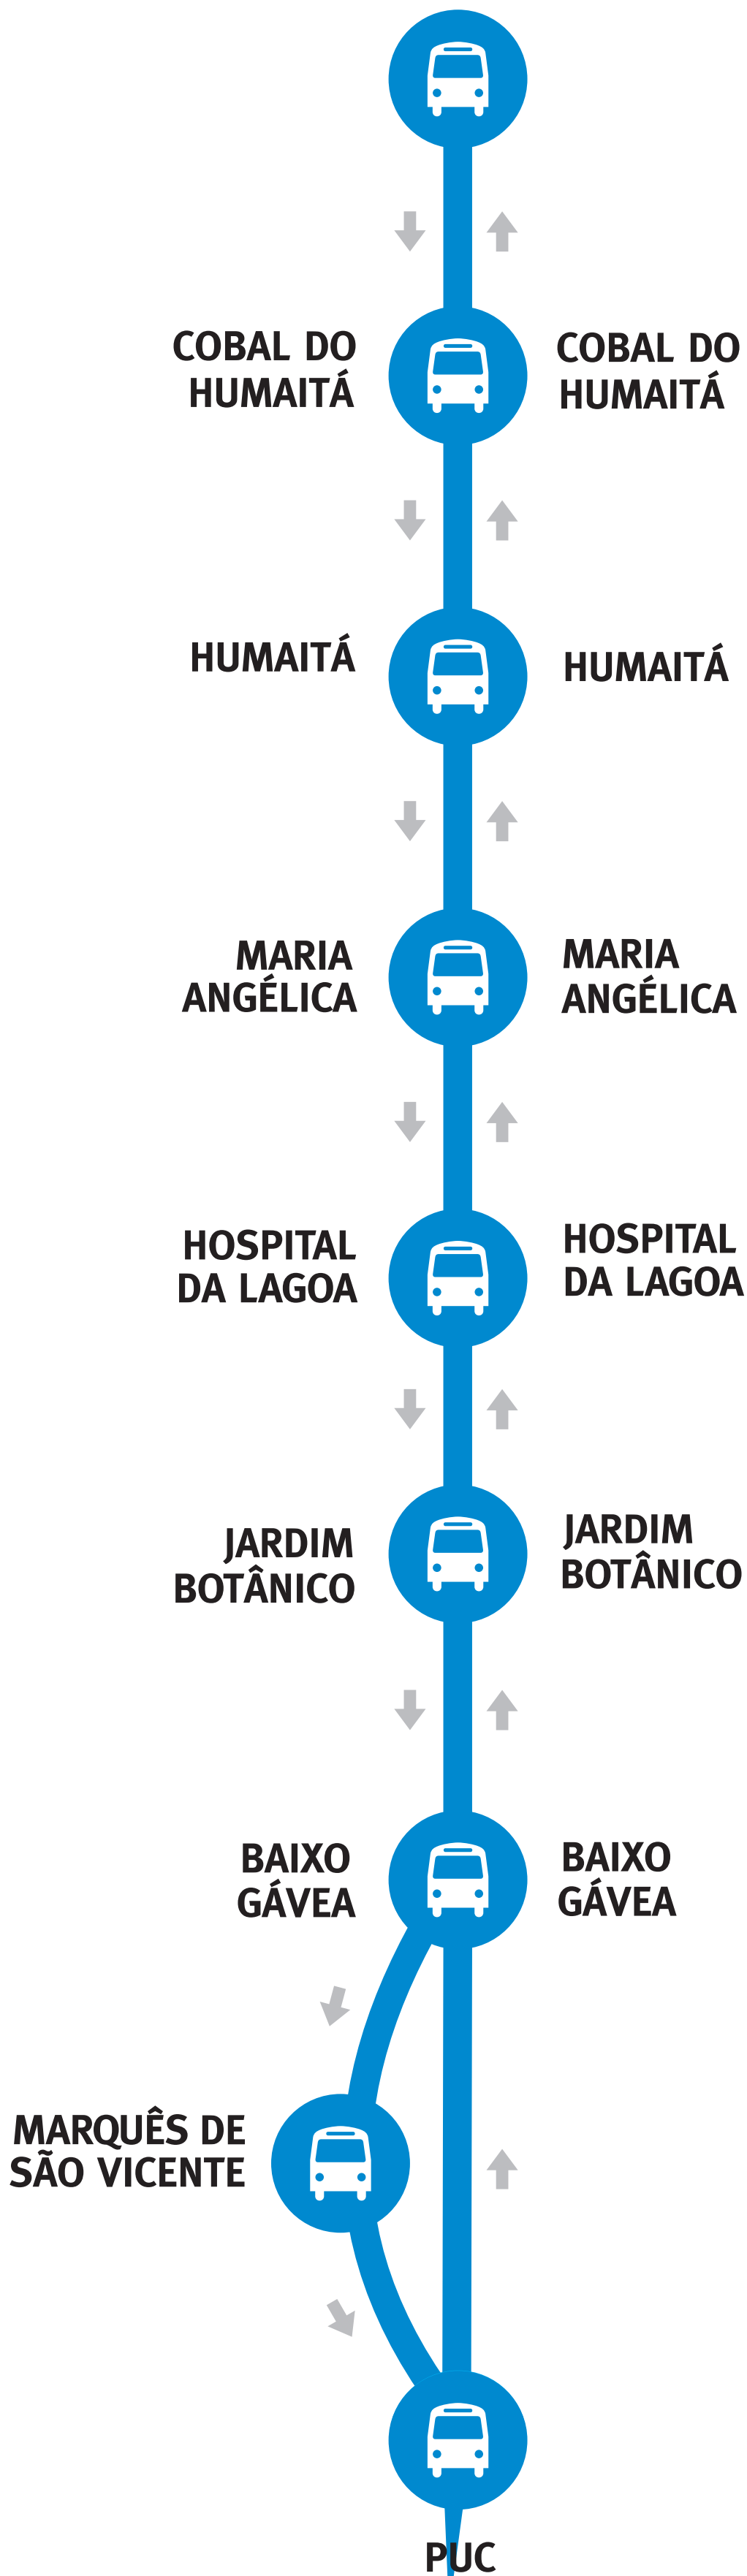 COBAL DO
HUMAITÁ
COBAL DO
HUMAITÁ
HUMAITÁ
HUMAITÁ
MARIA
ANGÉLICA
MARIA
ANGÉLICA
HOSPITAL
DA LAGOA
HOSPITAL
DA LAGOA
JARDIM
BOTÂNICO
JARDIM
BOTÂNICO
BAIXO
GÁVEA
BAIXO
GÁVEA
MARQUÊS DE
SÃO VICENTE
PUC